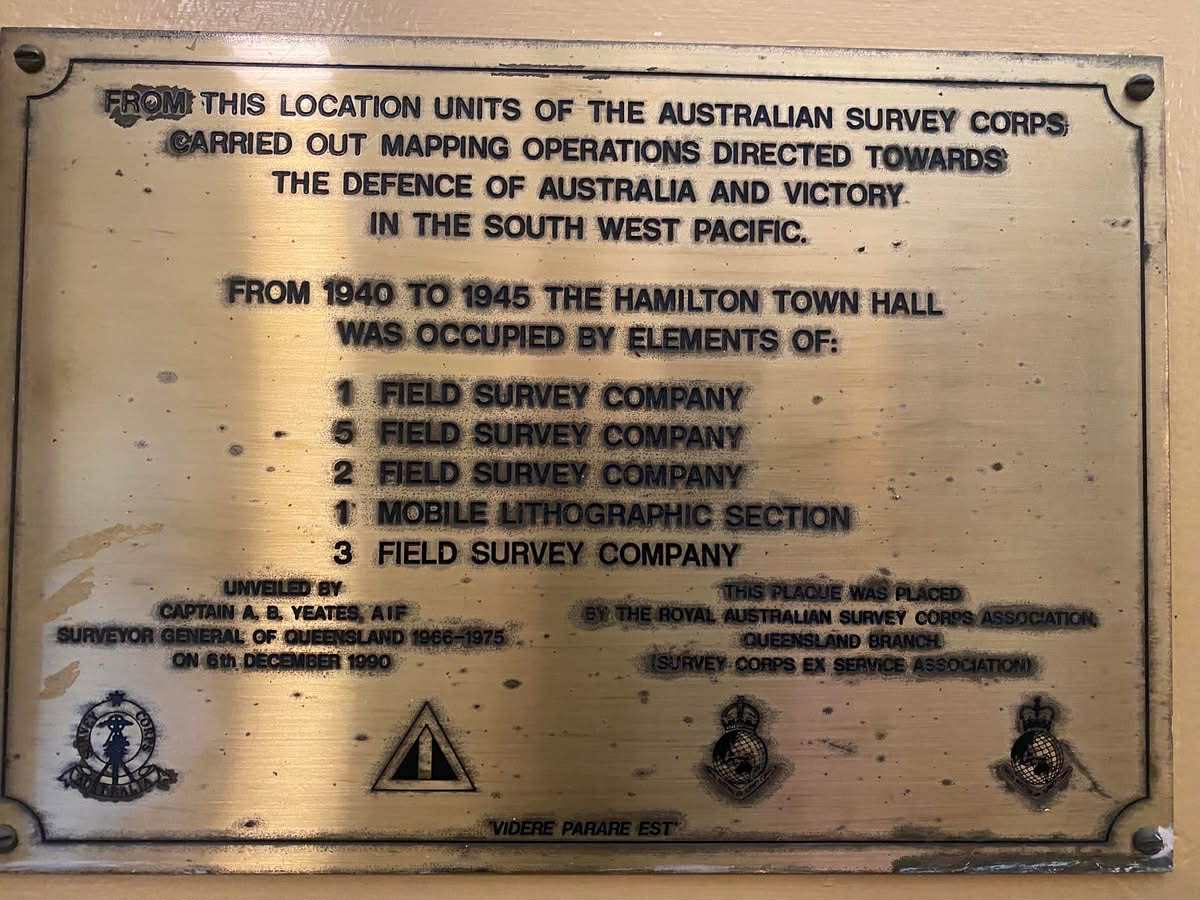 FROM THIS LOCATION UNITS OF THE AUSTRALIAN SURVEY CORPS
CARRIED OUT MAPPING OPERATIONS DIRECTED TOWARDS
THE DEFENCE OF AUSTRALIA AND VICTORY
IN THE SOUTH WEST PACIFIC.
FROM 1940 TO 1945 THE HAMILTON TOWN HALL
WAS OCCUPIED BY ELEMENTS OF:
1 FIELD SURVEY COMPANY
5 FIELD SURVEY COMPANY
2 FIELD SURVEY COMPANY
1 MOBILE LITHOGRAPHIC SECTION
3 FIELD SURVEY COMPANY
UNVEILED BY
CAPTAIN A. B. YEATES, AIF
SURVEYOR GENERAL OF QUEENSLAND 1966-1975
ON 6th DECEMBER 1990
THIS PLAQUE WAS PLACED
BY THE ROYAL AUSTRALIAN SURVEY CORPS ASSOCIATION,
QUEENSLAND BRANCH
(SURVEY CORPS EX SERVICE ASSOCIATION)
SURVEY CORPS
AUSTRALIA
"VIDERE PARARE EST"